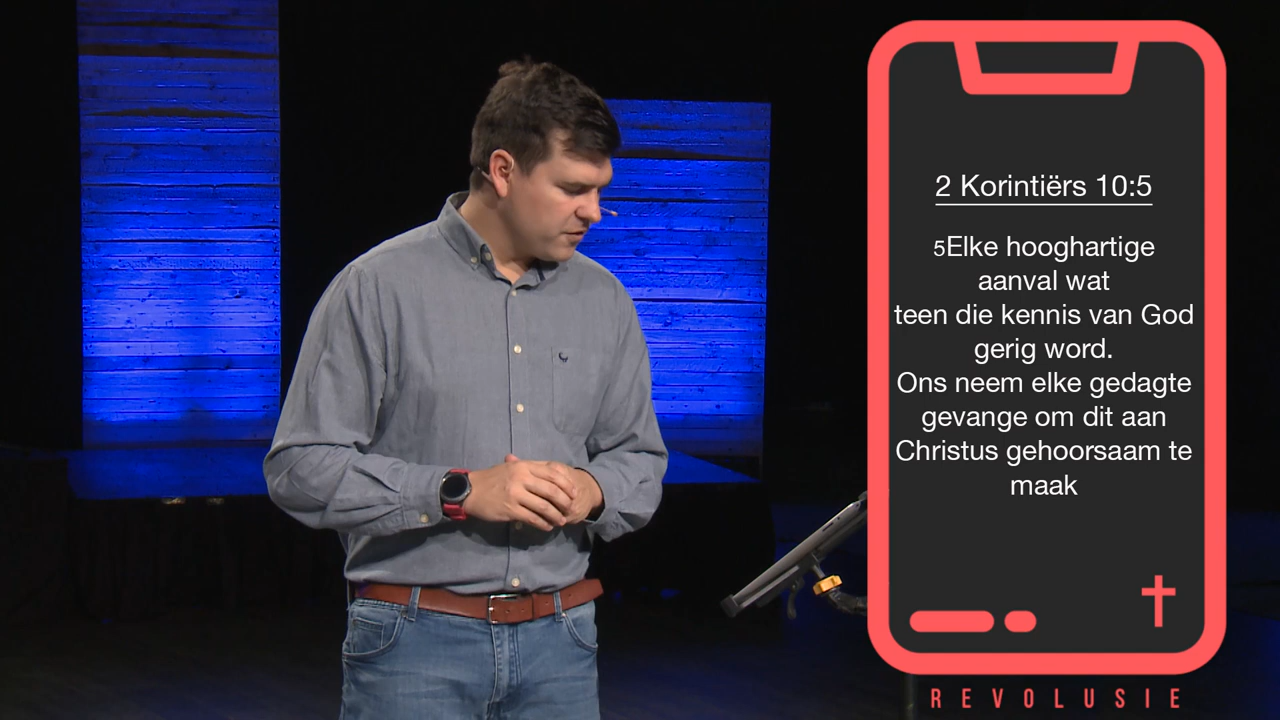 2 Korintiërs 10:5
5Elke hooghartige
aanval wat
teen die kennis van God
gerig word.
Ons neem elke gedagte
gevange om dit aan
Christus gehoorsaam te
maak
REVOLUSIE